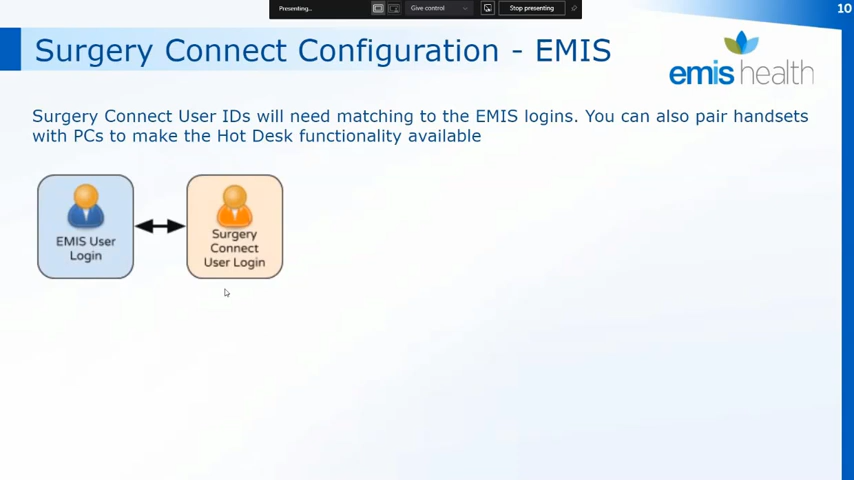 Presenting...
Give control
Stop presenting
10
Surgery Connect Configuration - EMIS
emis health
Surgery Connect User IDs will need matching to the EMIS logins. You can also pair handsets
with PCs to make the Hot Desk functionality available
EMIS User
Login
Surgery
Connect
User Login